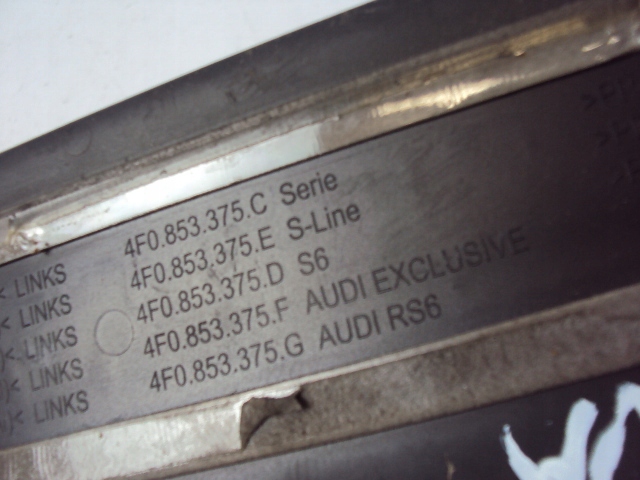 < LINKS 4F0.853.375.C Serie
< LINKS 4F0.853.375.E S-Line
)< LINKS 4F0.853.375.D S6
)< LINKS 4F0.853.375.F AUDI EXCLUSIVE
)< LINKS 4F0.853.375.G AUDI RS6